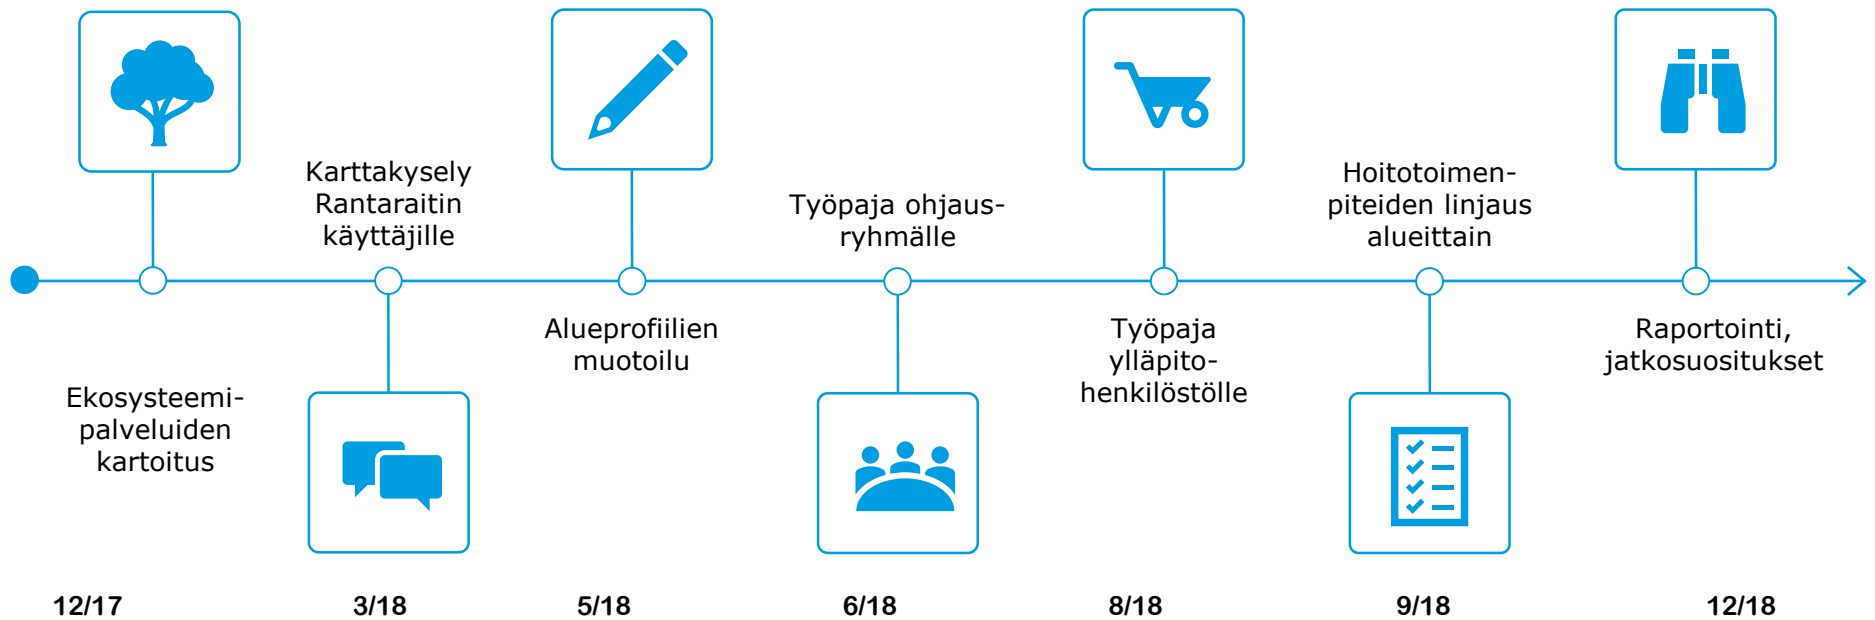 Ekosysteemi-
palveluiden
kartoitus
Karttakysely
Rantaraitin
käyttäjille
Alueprofiilien
muotoilu
Työpaja ohjaus-
ryhmälle
Työpaja
ylläpito-
henkilöstölle
Hoitotoimen-
piteiden linjaus
alueittain
Raportointi,
jatkosuositukset
12/17
3/18
5/18
6/18
8/18
9/18
12/18